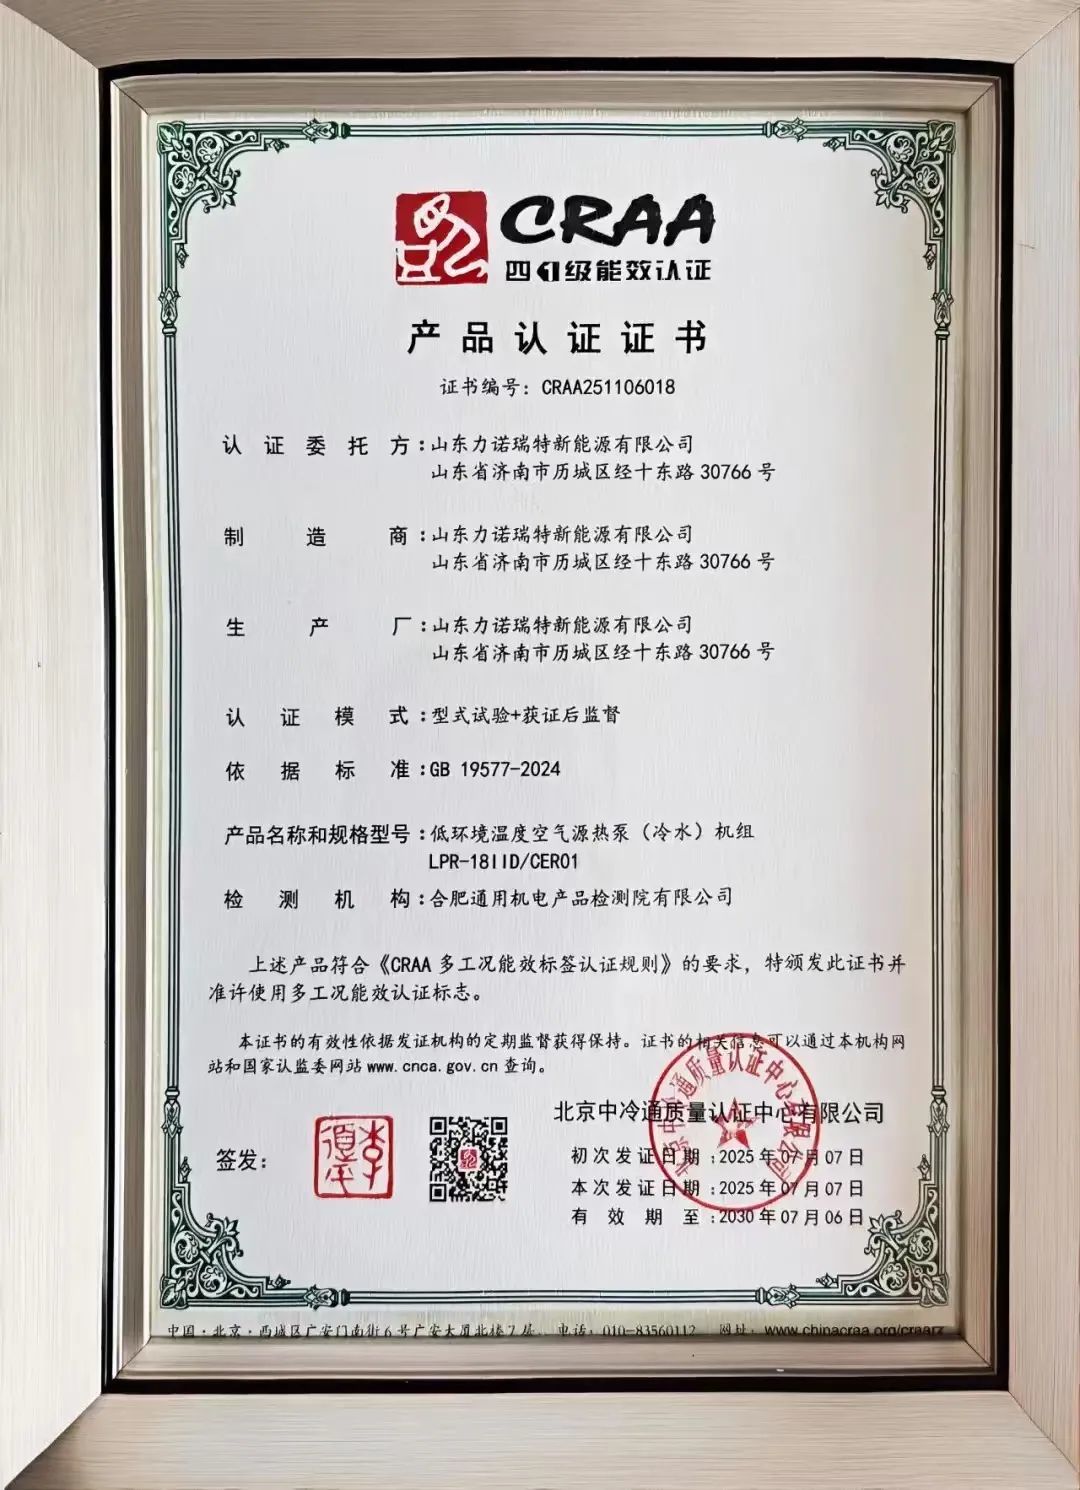 CRAA
四1级能效认证
产品认证证书
证书编号：CRAA251106018
认证委托方：山东力诺瑞特新能源有限公司
山东省济南市历城区经十东路30766号
制造商：山东力诺瑞特新能源有限公司
山东省济南市历城区经十东路30766号
生产厂：山东力诺瑞特新能源有限公司
山东省济南市历城区经十东路30766号
认证模式：型式试验+获证后监督
依据标准：GB 19577-2024
产品名称和规格型号：低环境温度空气源热泵（冷水）机组
LPR-18IID/CER01
检测机构：合肥通用机电产品检测院有限公司
上述产品符合《CRAA多工况能效标签认证规则》的要求，特颁发此证书并
准许使用多工况能效认证标志。
本证书的有效性依据发证机构的定期监督获得保持。证书的相关信息可以通过本机构网
站和国家认监委网站www.cnca.gov.cn查询。
北京中冷通质量认证中心有限公司
签发：
初次发证日期：2025年07月07日
本次发证日期：2025年07月07日
有效期至：2030年07月06日
北京中冷通质量认证中心有限公司
中国·北京·西城区广安门南街6号广安大厦北楼7层 电话：010-83560112 网址：www.chinacraa.org/craarz